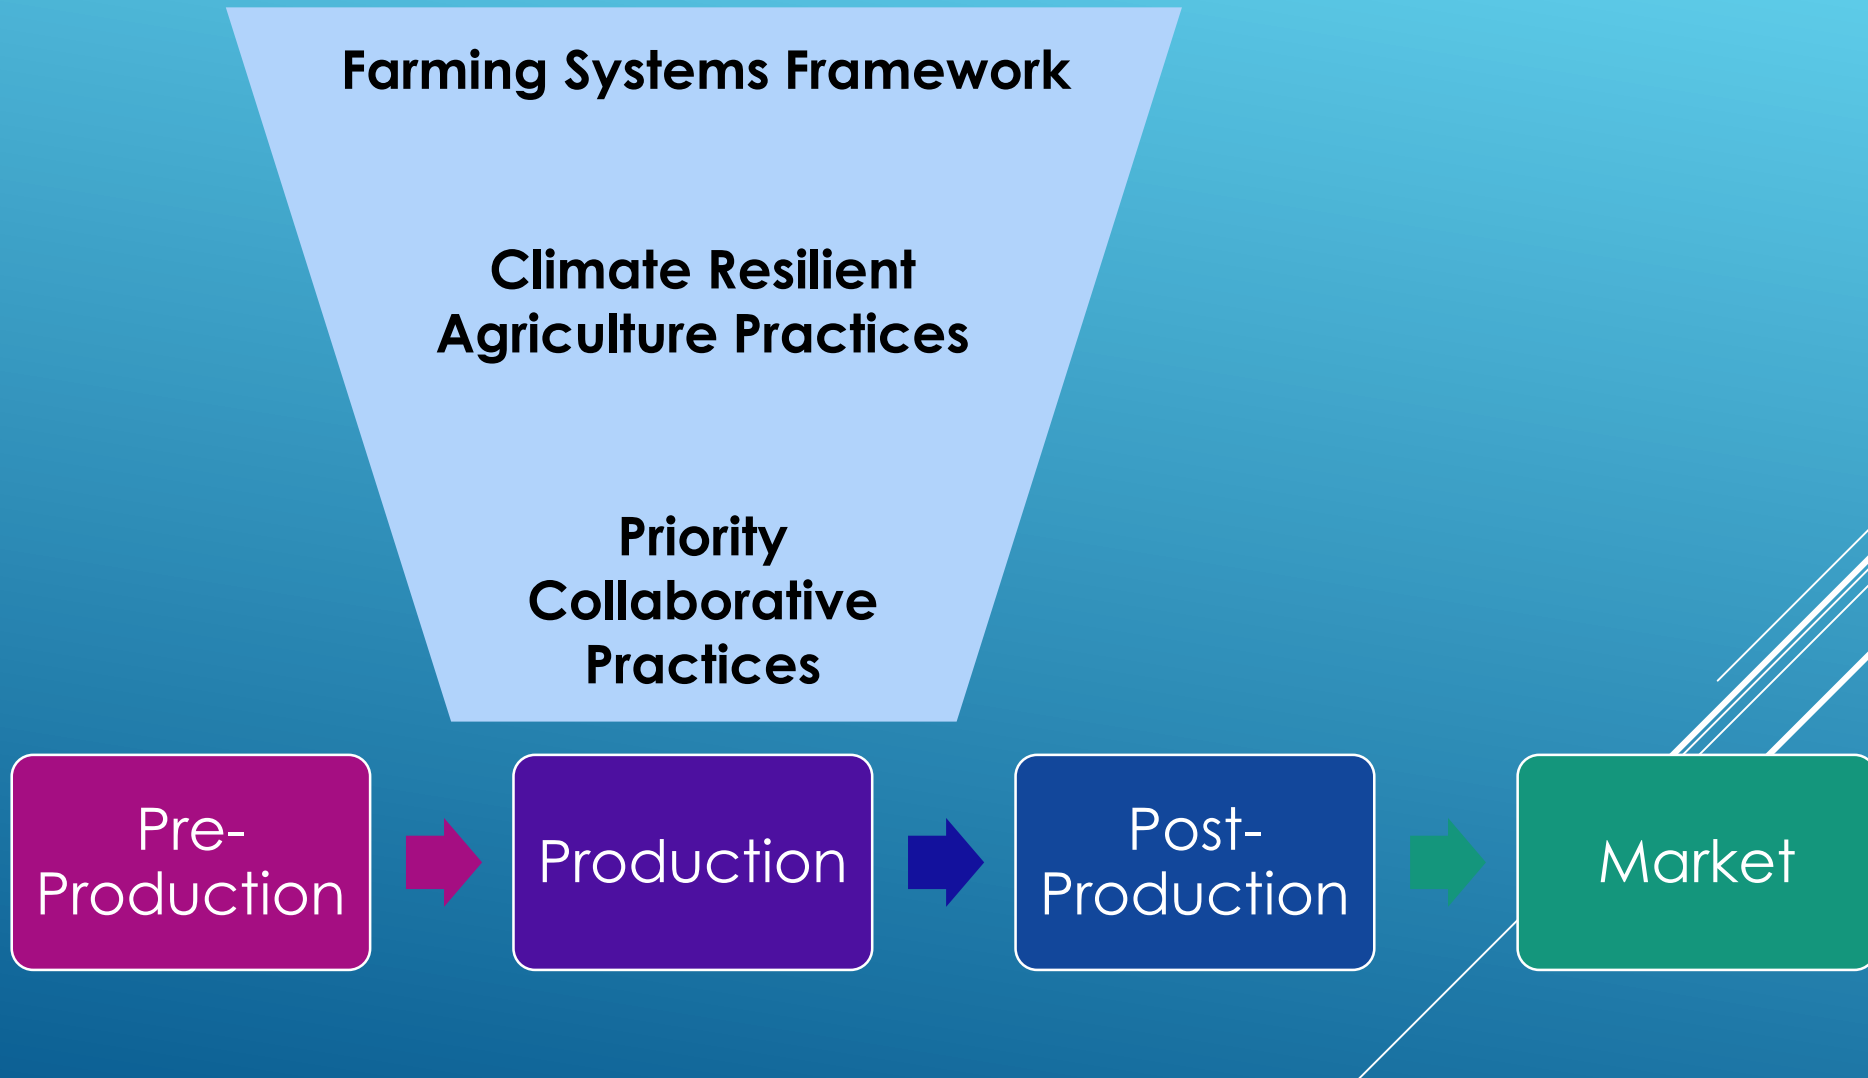 Farming Systems Framework
Climate Resilient
Agriculture Practices
Priority
Collaborative
Practices
Pre-
Production
Production
Post-
Production
Market